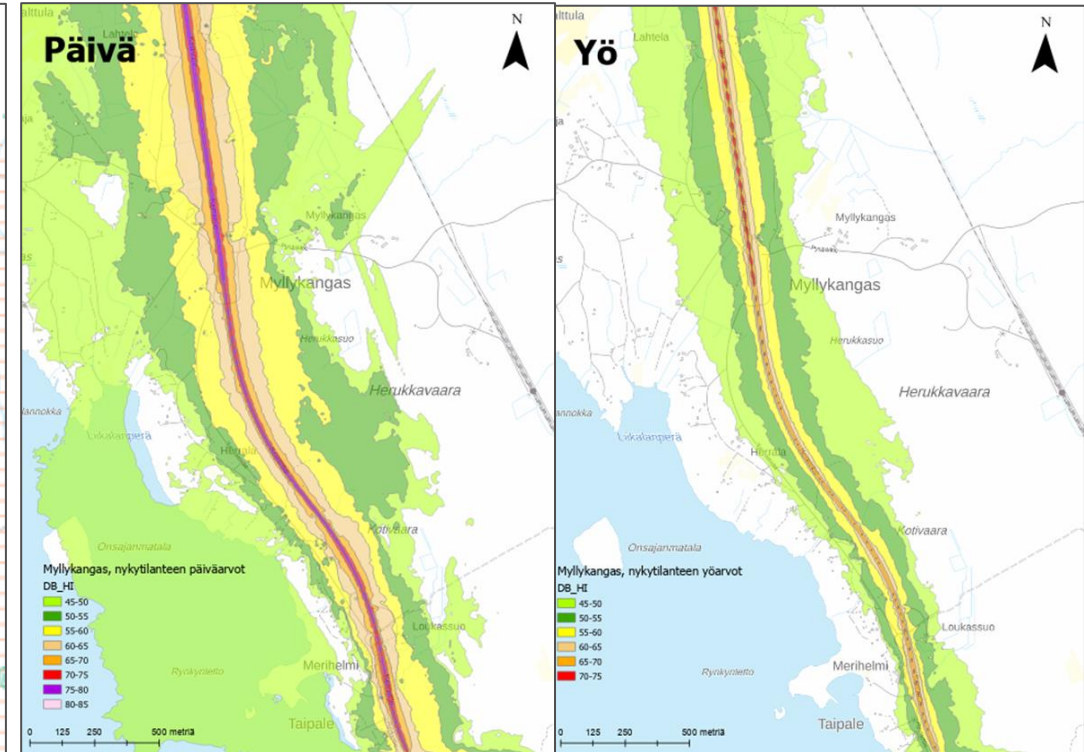 Päivä
N
Lahtela
Myllykangas
Myllykangas
Herukkasuo
Herukkavaara
Herrala
Kotivaara
Onsajanmatala
Myllykangas, nykytilanteen päiväarvot
DB_HI
45-50
50-55
55-60
60-65
65-70
70-75
75-80
80-85
Loukassuo
Rynkynletto
Merihelmi
Taipale
0 125 250 500 metriä
Yö
N
Lahtela
Myllykangas
Myllykangas
Herukkasuo
Herukkavaara
Kotivaara
Onsajanmatala
Myllykangas, nykytilanteen yöarvot
DB_HI
45-50
50-55
55-60
60-65
65-70
70-75
Loukassuo
Rynkynletto
Merihelmi
Taipale
0 125 250 500 metriä